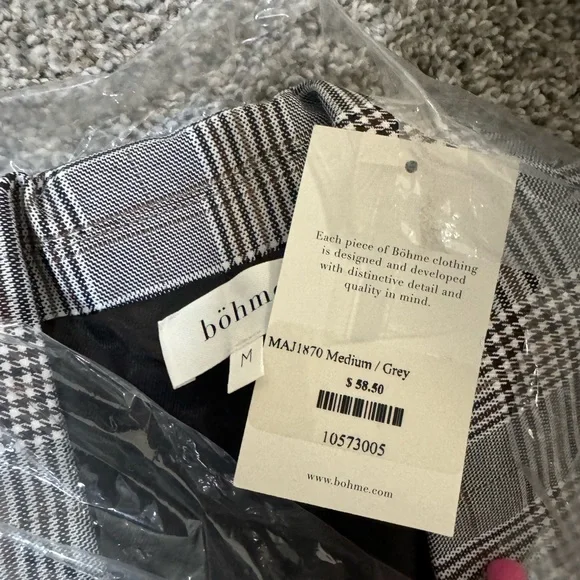 Each piece of Böhme clothing
is designed and developed
with distinctive detail and
quality in mind.
böhme
M
MAJ1870 Medium / Grey
$ 58.50
10573005
www.bohme.com